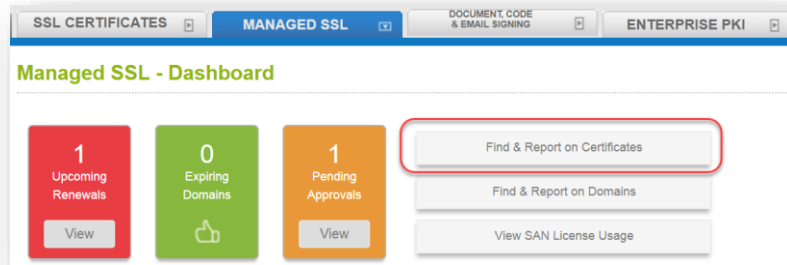 SSL CERTIFICATES
MANAGED SSL
DOCUMENT, CODE
& EMAIL SIGNING
ENTERPRISE PKI
Managed SSL - Dashboard
1
Upcoming
Renewals
View
0
Expiring
Domains
1
Pending
Approvals
View
Find & Report on Certificates
Find & Report on Domains
View SAN License Usage